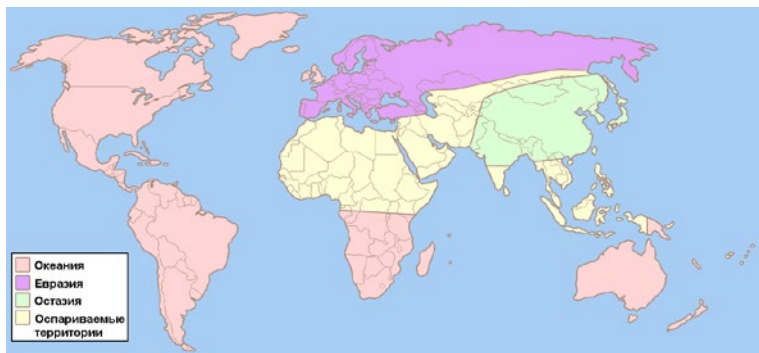 Океания
Евразия
Остазия
Оспариваемые
территории